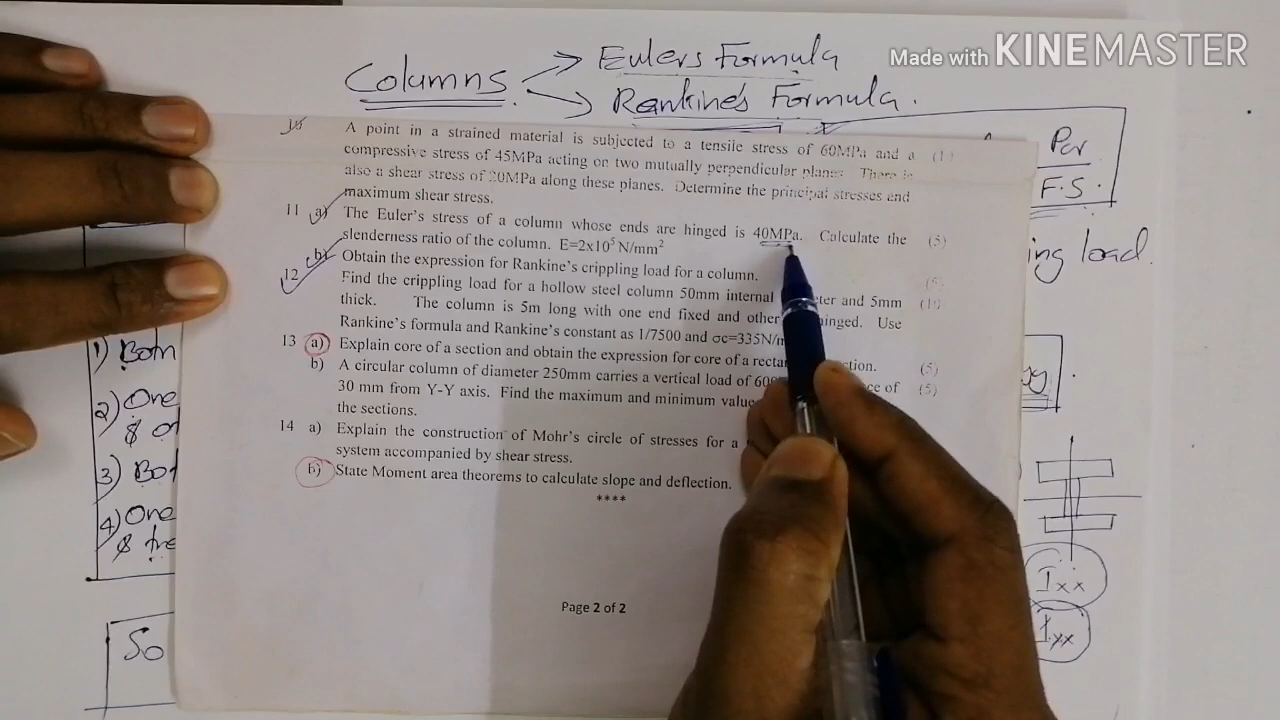 Made with KINEMASTER
Columns
> Eulers Formula
> Rankine's Formula.
A point in a strained material is subjected to a tensile stress of 60MPa and a
compressive stress of 45MPa acting on two mutually perpendicular planes There is
also a shear stress of 20MPa along these planes. Determine the principal stresses and
maximum shear stress.
11 (a) The Euler's stress of a column whose ends are hinged is 40MPa. Calculate the (5)
slenderness ratio of the column. E=2x10⁵ N/mm²
(b) Obtain the expression for Rankine's crippling load for a column. (5)
12 Find the crippling load for a hollow steel column 50mm internal and 5mm
thick. The column is 5m long with one end fixed and other hinged. Use
Rankine's formula and Rankine's constant as 1/7500 and σc=335N/
13 a) Explain core of a section and obtain the expression for core of a (5)
b) A circular column of diameter 250mm carries a vertical load of of (5)
30 mm from Y-Y axis. Find the maximum and minimum
the sections.
14 a) Explain the construction of Mohr's circle of stresses for a
system accompanied by shear stress.
b) State Moment area theorems to calculate slope and deflection.
****
Page 2 of 2
Pcr
F.S.
load.
1) Both
2) One
3)
4) One
So
Ixx